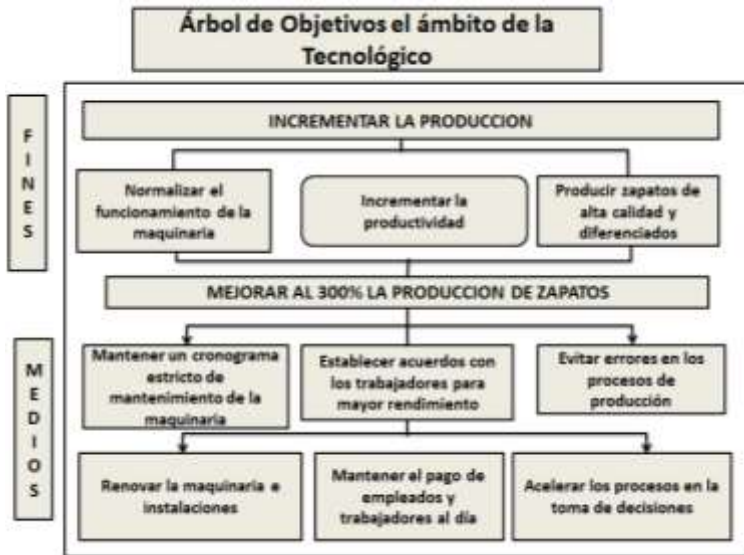 Árbol de Objetivos el ámbito de la
Tecnológico
FINES
INCREMENTAR LA PRODUCCION
Normalizar el
funcionamiento de la
maquinaria
Incrementar la
productividad
Producir zapatos de
alta calidad y
diferenciados
MEJORAR AL 300% LA PRODUCCION DE ZAPATOS
MEDIOS
Mantener un cronograma
estricto de
mantenimiento de la
maquinaria
Establecer acuerdos con
los trabajadores para
mayor rendimiento
Evitar errores en los
procesos de
producción
Renovar la maquinaria e
instalaciones
Mantener el pago de
empleados y
trabajadores al día
Acelerar los procesos en la
toma de decisiones